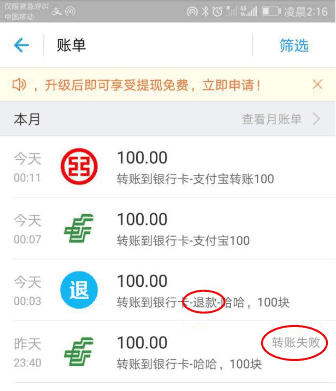 仅限紧急呼叫
中国移动
凌晨2:16
账单
筛选
，升级后即可享受提现免费，立即申请！
本月
查看月账单
今天
00:11
100.00
转账到银行卡-支付宝转账100
今天
00:07
100.00
转账到银行卡-支付宝100
今天
00:03
退
100.00
转账到银行卡-退款-哈哈，100块
昨天
23:40
100.00
转账失败
转账到银行卡-哈哈，100块